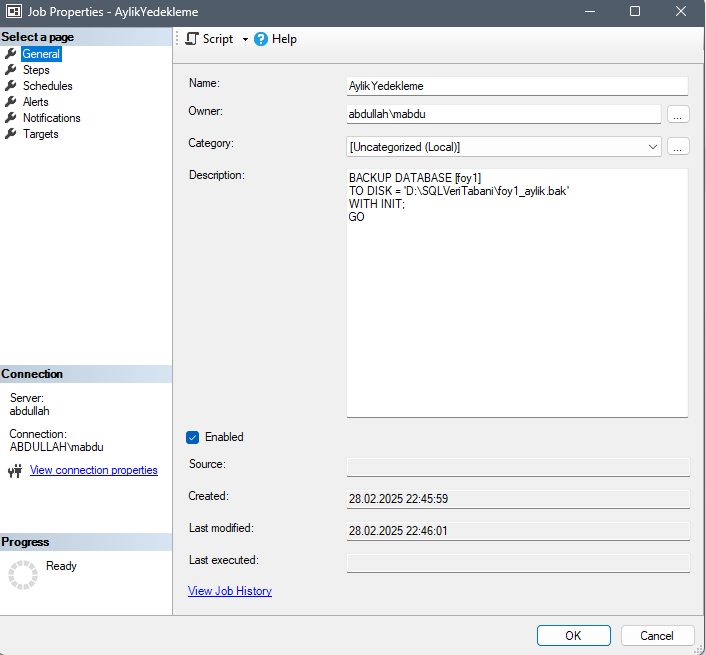 Job Properties - AylikYedekleme
Select a page
General
Steps
Schedules
Alerts
Notifications
Targets
Connection
Server:
abdullah
Connection:
ABDULLAH\mabdu
View connection properties
Progress
Ready
Script
Help
Name:
AylikYedekleme
Owner:
abdullah\mabdu
...
Category:
[Uncategorized (Local)]
...
Description:
BACKUP DATABASE [foy1]
TO DISK = 'D:\SQLVeriTabani\foy1_aylik.bak'
WITH INIT;
GO
Enabled
Source:
Created:
28.02.2025 22:45:59
Last modified:
28.02.2025 22:46:01
Last executed:
View Job History
OK
Cancel